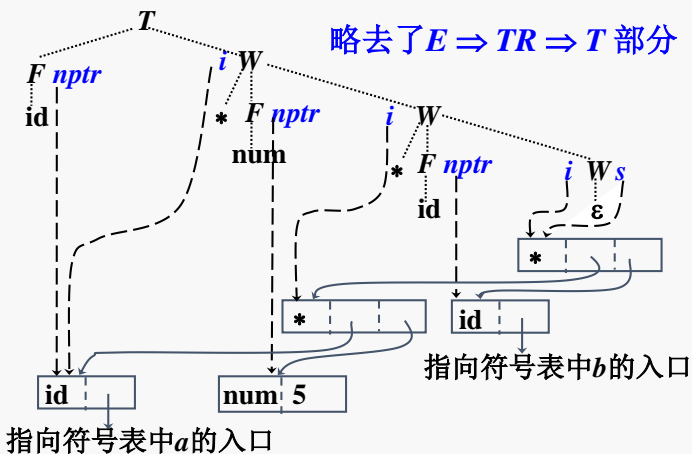 T
略去了E ⇒ TR ⇒ T 部分
F nptr
i W
id
* F nptr
i W
num
* F nptr
i W s
id
ε
*
*
id
指向符号表中b的入口
id
num 5
指向符号表中a的入口